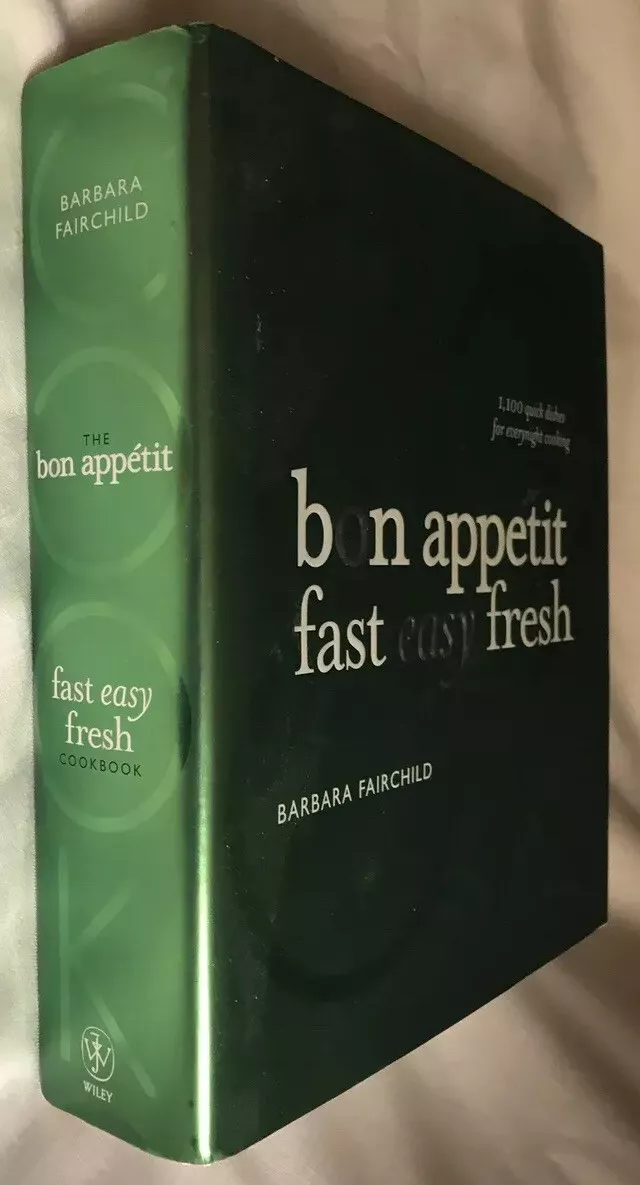 BARBARA
FAIRCHILD
THE
bon appétit
fast easy
fresh
COOKBOOK
WILEY
1,100 quick dishes
for everynight cooking
bon appétit
fast easy fresh
BARBARA FAIRCHILD